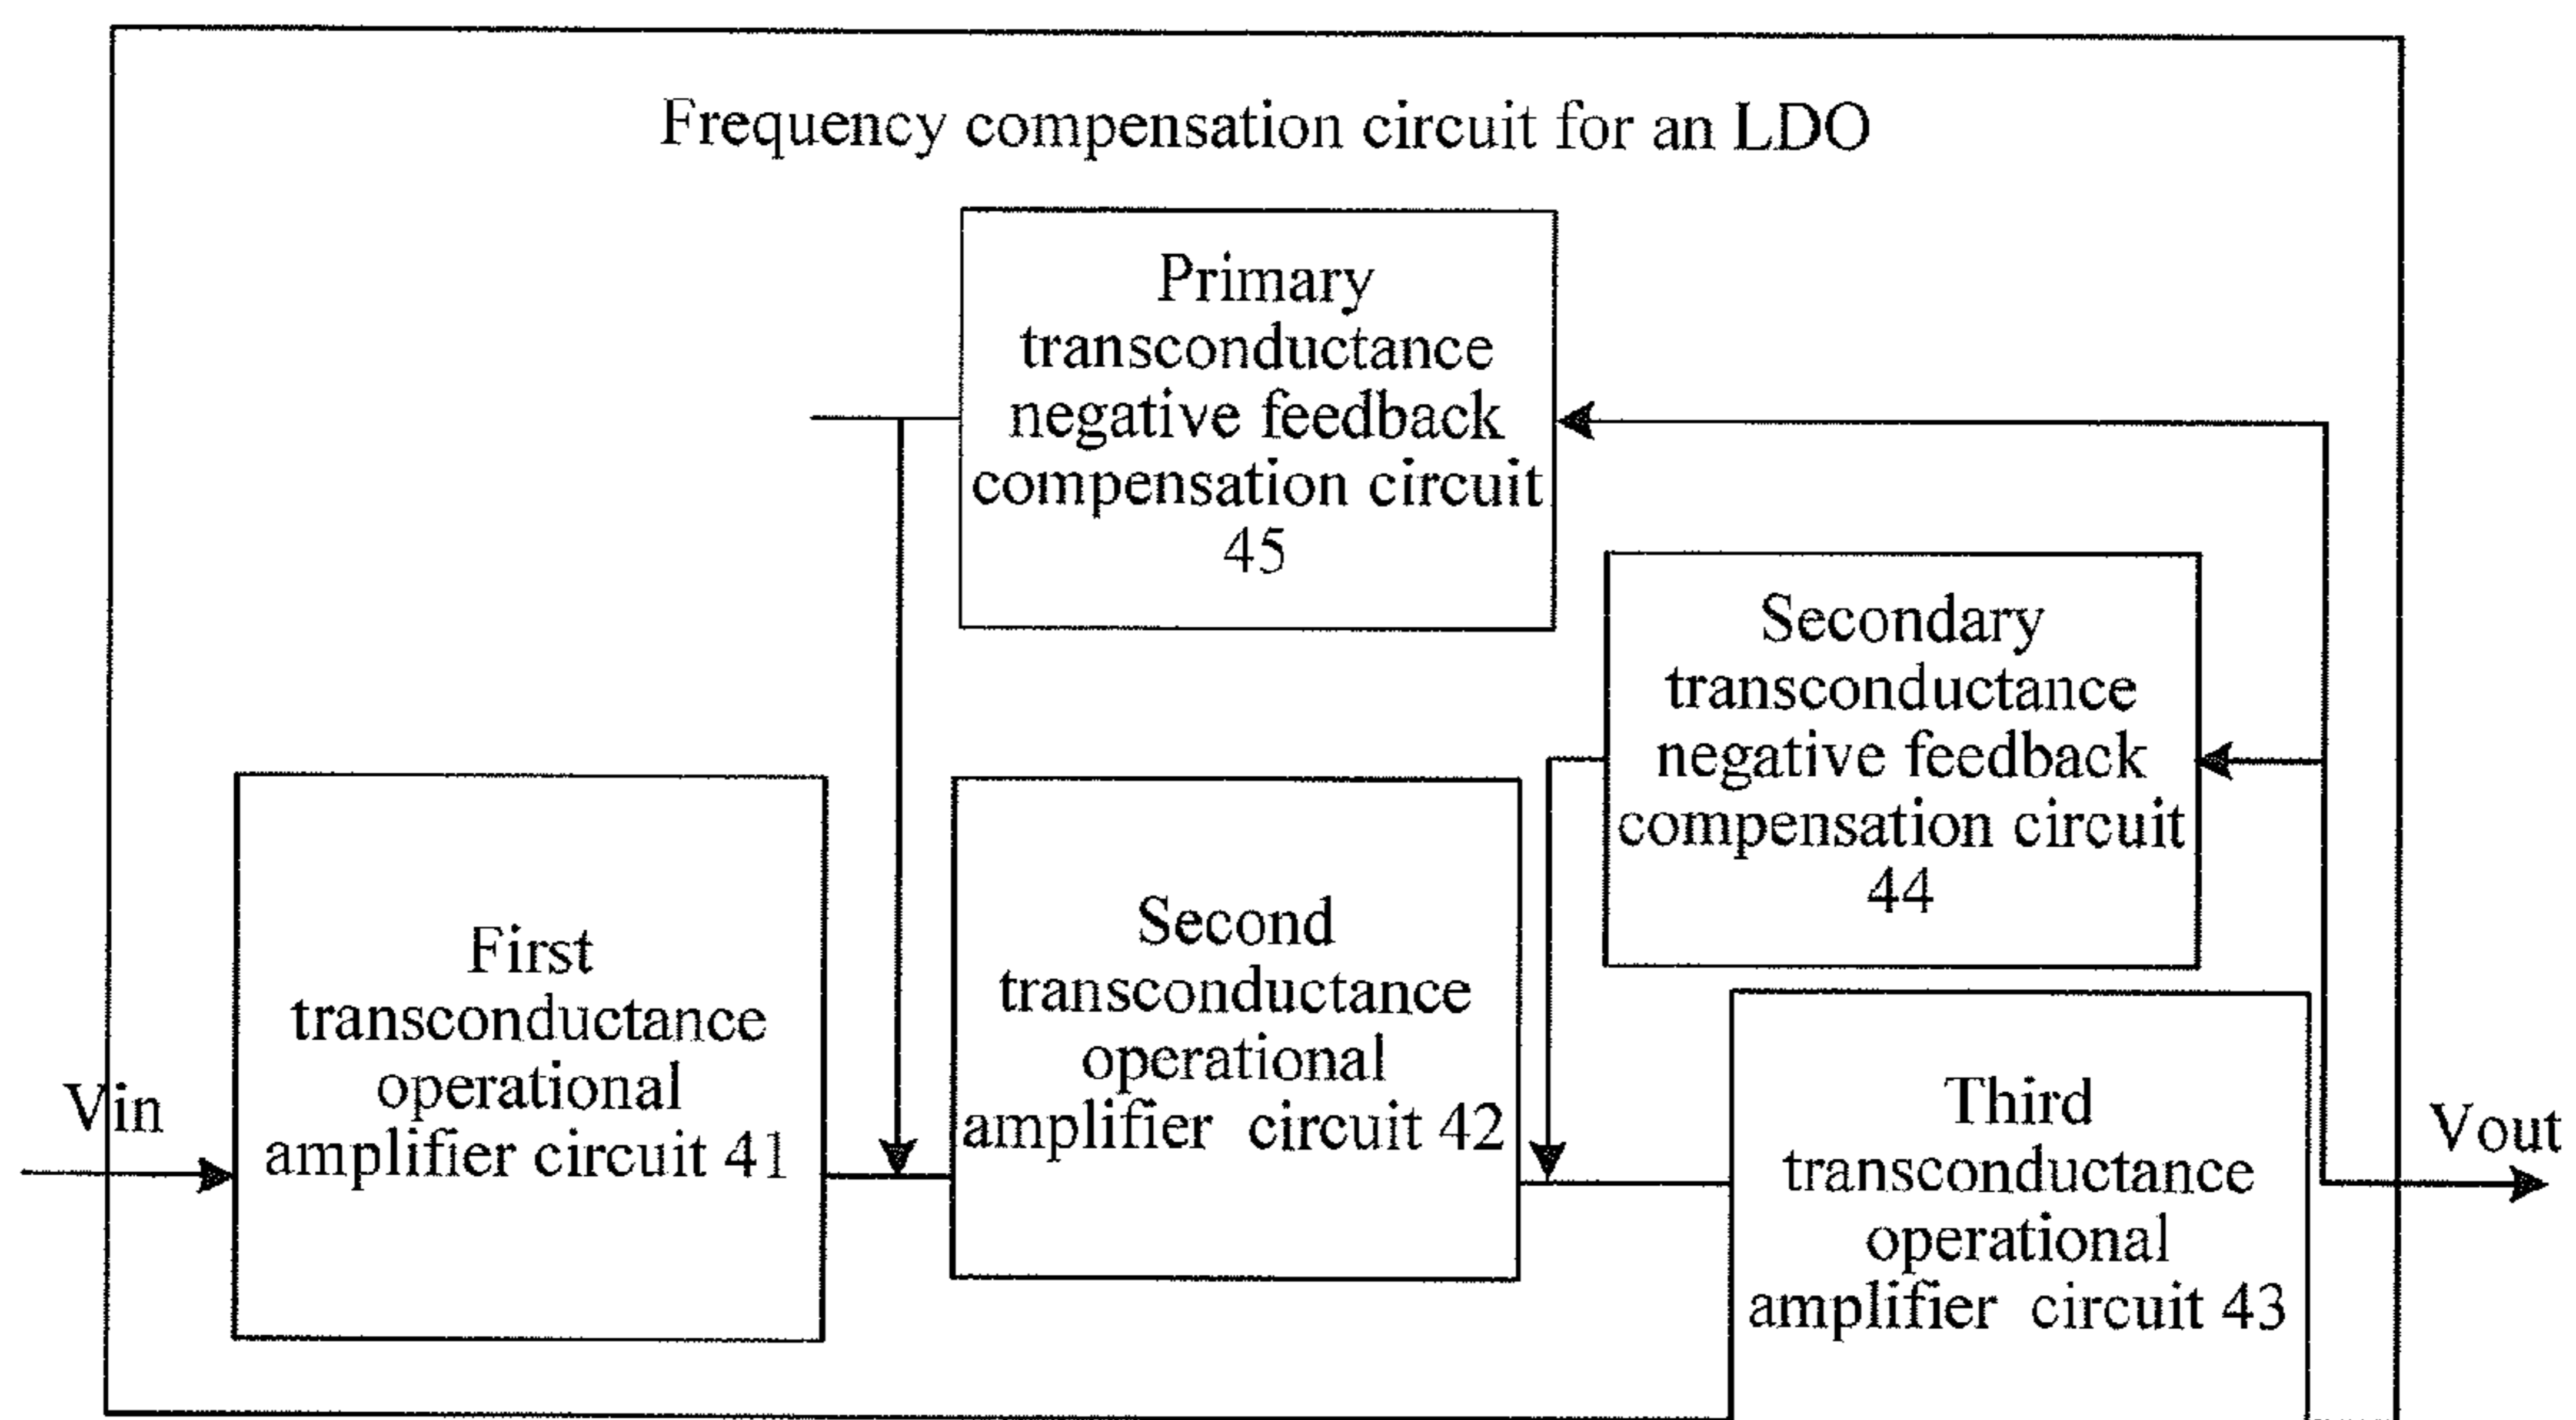 Frequency compensation circuit for an LDO
Primary
transconductance
negative feedback
compensation circuit
45
Secondary
transconductance
negative feedback
compensation circuit
44
First
transconductance
operational
amplifier circuit 41
Second
transconductance
operational
amplifier circuit 42
Third
transconductance
operational
amplifier circuit 43
Vin
Vout